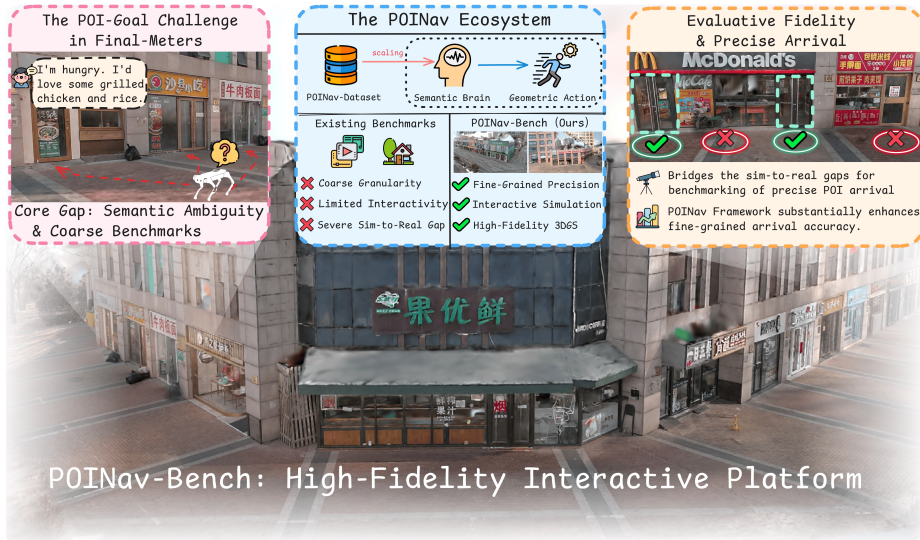 The POI-Goal Challenge
in Final-Meters
I'm hungry. I'd
love some grilled
chicken and rice.
沙县小吃
牛肉板面
Core Gap: Semantic Ambiguity
& Coarse Benchmarks
The POINav Ecosystem
scaling
POINav-Dataset
Semantic Brain
Geometric Action
Existing Benchmarks
Coarse Granularity
Limited Interactivity
Severe Sim-to-Real Gap
POINav-Bench (Ours)
Fine-Grained Precision
Interactive Simulation
High-Fidelity 3DGS
Evaluative Fidelity
& Precise Arrival
McDonald's
McCafe
Bridges the sim-to-real gaps for
benchmarking of precise POI arrival
POINav Framework substantially enhances
fine-grained arrival accuracy.
果优鲜
牛肉板面
POINav-Bench: High-Fidelity Interactive Platform